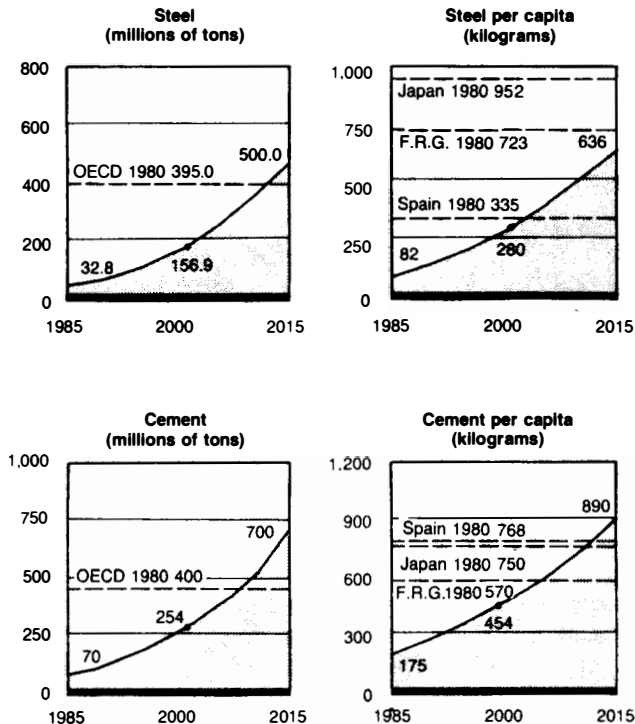 Steel
(millions of tons)
800
600
400
200
0
OECD 1980 395.0
500.0
32.8
156.9
1985
2000
2015
Steel per capita
(kilograms)
1.000
750
500
250
0
Japan 1980 952
F.R.G. 1980 723
636
Spain 1980 335
82
280
1985
2000
2015
Cement
(millions of tons)
1,000
750
500
250
0
700
OECD 1980 400
254
70
1985
2000
2015
Cement per capita
(kilograms)
1.200
900
600
300
0
890
Spain 1980 768
Japan 1980 750
F.R.G.1980 570
454
175
1985
2000
2015